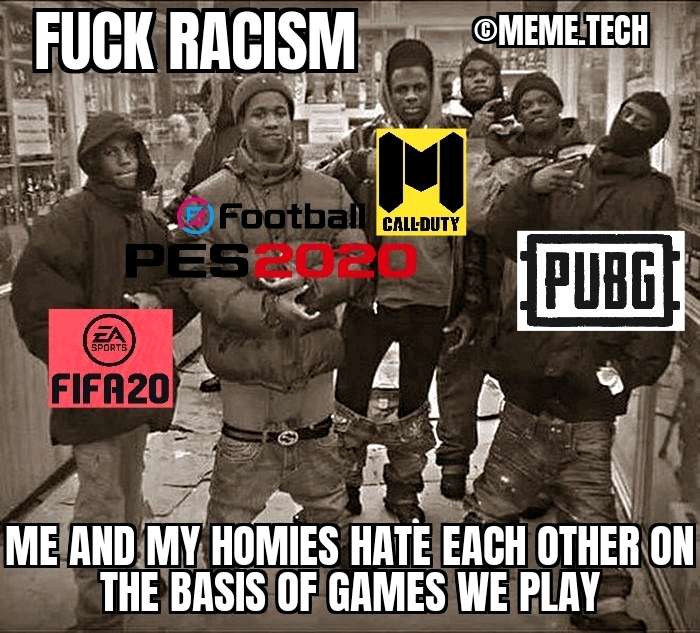 FUCK RACISM
©MEME.TECH
CALL·DUTY
Football
PES2020
PUBG
EA
SPORTS
FIFA20
ME AND MY HOMIES HATE EACH OTHER ON
THE BASIS OF GAMES WE PLAY